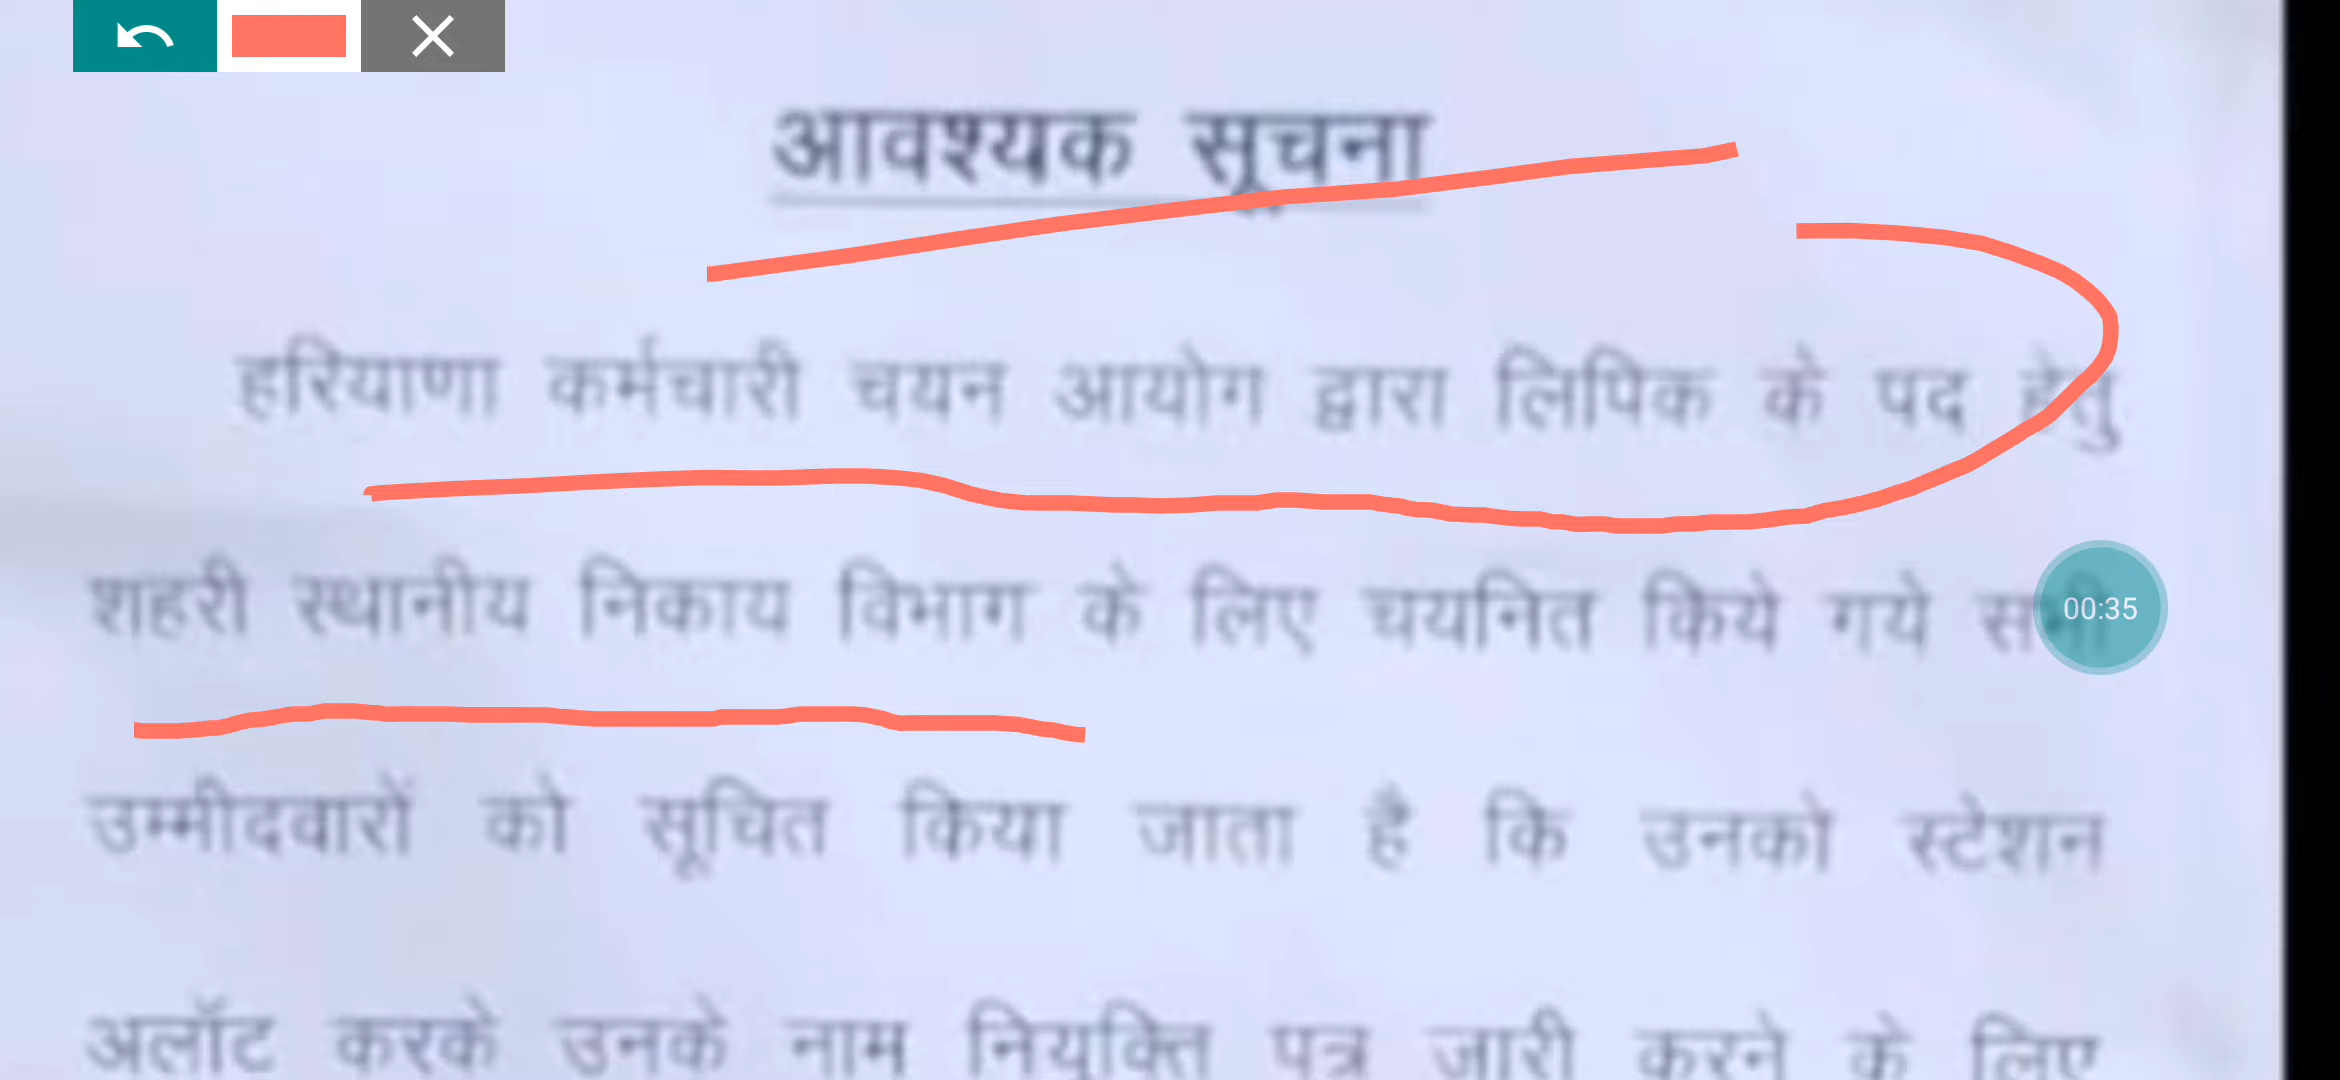 आवश्यक सूचना
हरियाणा कर्मचारी चयन आयोग द्वारा लिपिक के पद हेतु
शहरी स्थानीय निकाय विभाग के लिए चयनित किये गये सभी
00:35
उम्मीदवारों को सूचित किया जाता है कि उनको स्टेशन
अलॉट करके उनके नाम नियुक्ति पत्र जारी करने के लिए